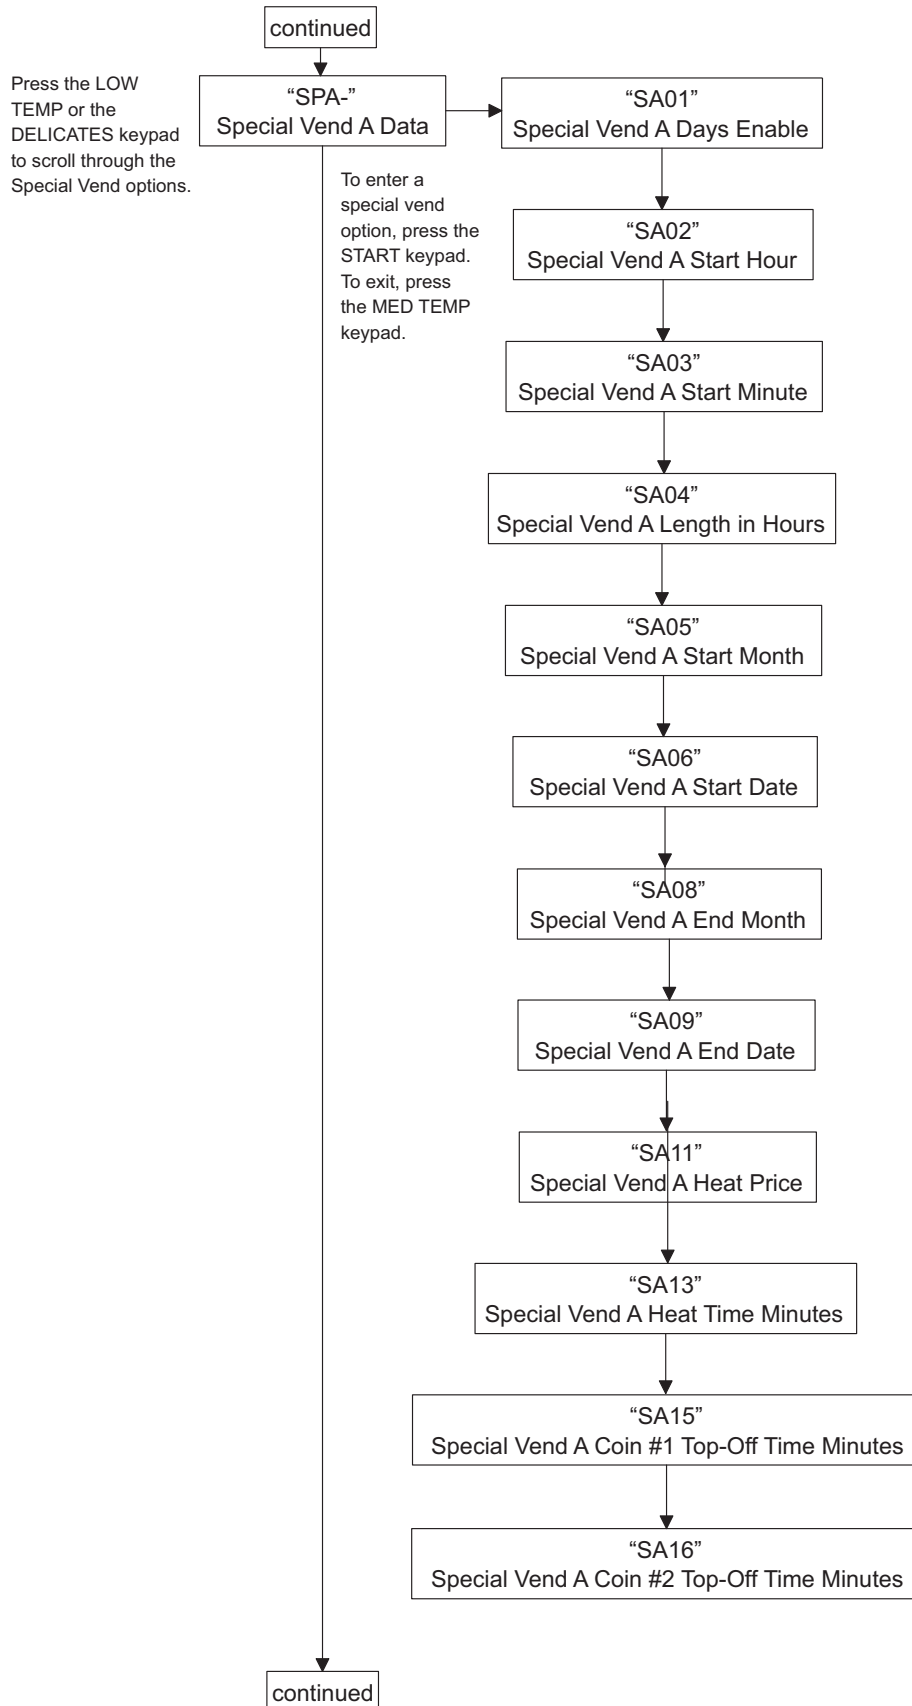 continued
Press the LOW
TEMP or the
DELICATES keypad
to scroll through the
Special Vend options.
“SPA-”
Special Vend A Data
“SA01”
Special Vend A Days Enable
To enter a
special vend
option, press the
START keypad.
To exit, press
the MED TEMP
keypad.
“SA02”
Special Vend A Start Hour
“SA03”
Special Vend A Start Minute
“SA04”
Special Vend A Length in Hours
“SA05”
Special Vend A Start Month
“SA06”
Special Vend A Start Date
“SA08”
Special Vend A End Month
“SA09”
Special Vend A End Date
“SA11”
Special Vend A Heat Price
“SA13”
Special Vend A Heat Time Minutes
“SA15”
Special Vend A Coin #1 Top-Off Time Minutes
“SA16”
Special Vend A Coin #2 Top-Off Time Minutes
continued